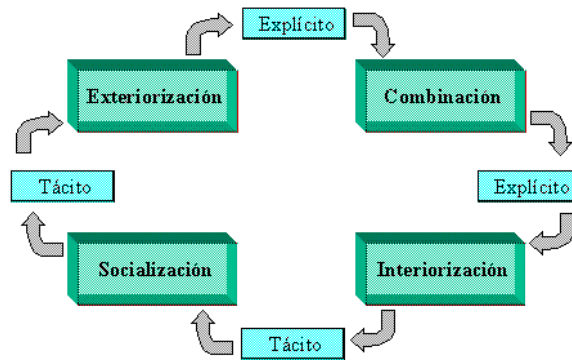 Explícito
Exteriorización
Combinación
Tácito
Explícito
Socialización
Interiorización
Tácito